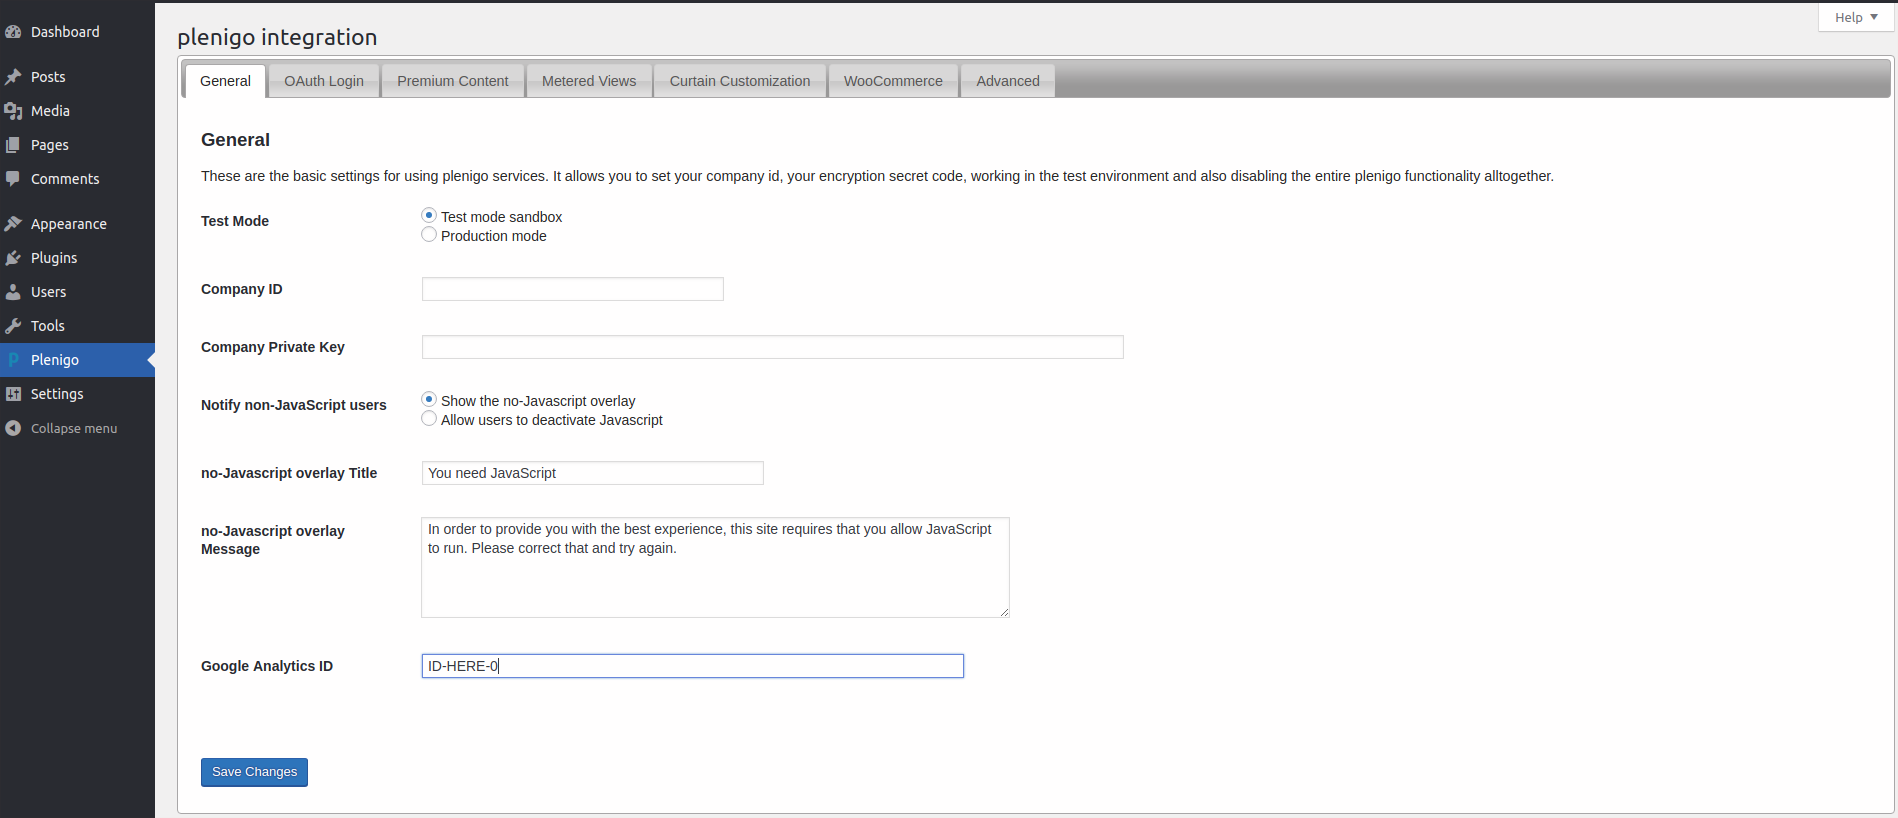 Dashboard
Posts
Media
Pages
Comments
Appearance
Plugins
Users
Tools
Plenigo
Settings
Collapse menu
Help
plenigo integration
General
OAuth Login
Premium Content
Metered Views
Curtain Customization
WooCommerce
Advanced
General
These are the basic settings for using plenigo services. It allows you to set your company id, your encryption secret code, working in the test environment and also disabling the entire plenigo functionality alltogether.
Test Mode
Test mode sandbox
Production mode
Company ID
Company Private Key
Notify non-JavaScript users
Show the no-Javascript overlay
Allow users to deactivate Javascript
no-Javascript overlay Title
You need JavaScript
no-Javascript overlay
Message
In order to provide you with the best experience, this site requires that you allow JavaScript
to run. Please correct that and try again.
Google Analytics ID
ID-HERE-0
Save Changes